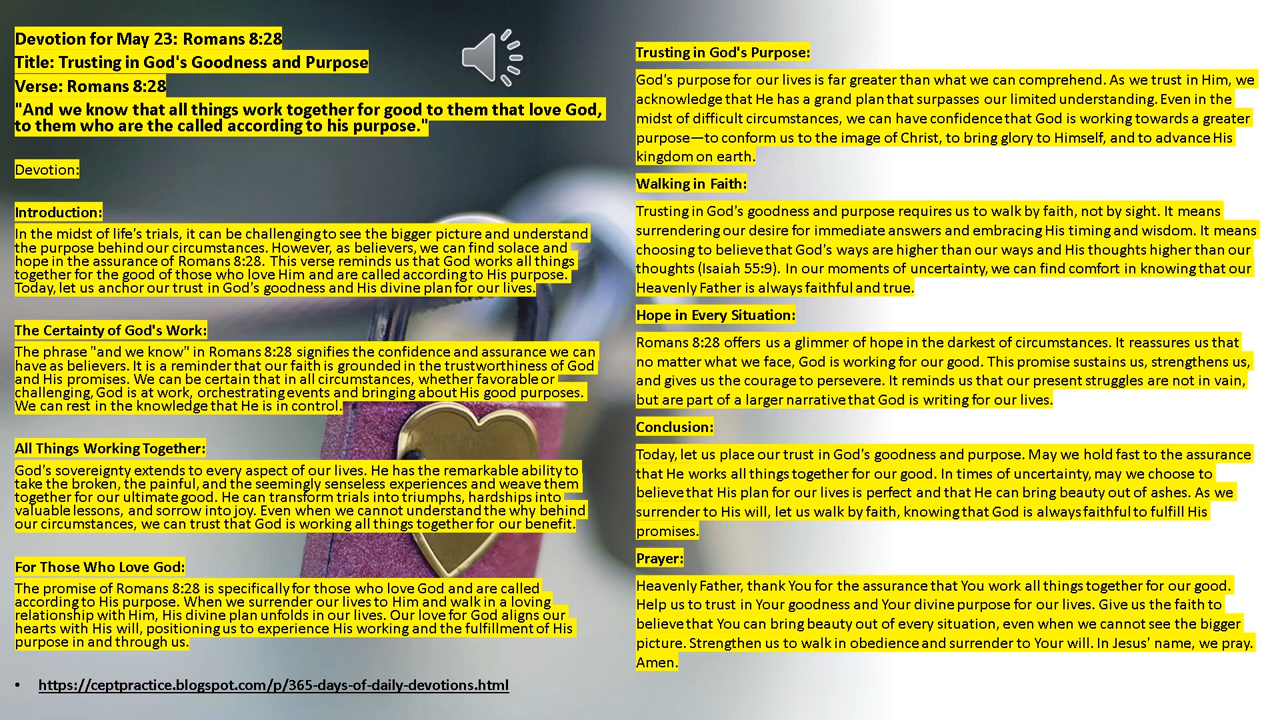 Devotion for May 23: Romans 8:28
Title: Trusting in God's Goodness and Purpose
Verse: Romans 8:28
"And we know that all things work together for good to them that love God,
to them who are the called according to his purpose."
Devotion:
Introduction:
In the midst of life's trials, it can be challenging to see the bigger picture and understand
the purpose behind our circumstances. However, as believers, we can find solace and
hope in the assurance of Romans 8:28. This verse reminds us that God works all things
together for the good of those who love Him and are called according to His purpose.
Today, let us anchor our trust in God's goodness and His divine plan for our lives.
The Certainty of God's Work:
The phrase "and we know" in Romans 8:28 signifies the confidence and assurance we can
have as believers. It is a reminder that our faith is grounded in the trustworthiness of God
and His promises. We can be certain that in all circumstances, whether favorable or
challenging, God is at work, orchestrating events and bringing about His good purposes.
We can rest in the knowledge that He is in control.
All Things Working Together:
God's sovereignty extends to every aspect of our lives. He has the remarkable ability to
take the broken, the painful, and the seemingly senseless experiences and weave them
together for our ultimate good. He can transform trials into triumphs, hardships into
valuable lessons, and sorrow into joy. Even when we cannot understand the why behind
our circumstances, we can trust that God is working all things together for our benefit.
For Those Who Love God:
The promise of Romans 8:28 is specifically for those who love God and are called
according to His purpose. When we surrender our lives to Him and walk in a loving
relationship with Him, His divine plan unfolds in our lives. Our love for God aligns our
hearts with His will, positioning us to experience His working and the fulfillment of His
purpose in and through us.
• https://ceptpractice.blogspot.com/p/365-days-of-daily-devotions.html
Trusting in God's Purpose:
God's purpose for our lives is far greater than what we can comprehend. As we trust in Him, we
acknowledge that He has a grand plan that surpasses our limited understanding. Even in the
midst of difficult circumstances, we can have confidence that God is working towards a greater
purpose—to conform us to the image of Christ, to bring glory to Himself, and to advance His
kingdom on earth.
Walking in Faith:
Trusting in God's goodness and purpose requires us to walk by faith, not by sight. It means
surrendering our desire for immediate answers and embracing His timing and wisdom. It means
choosing to believe that God's ways are higher than our ways and His thoughts higher than our
thoughts (Isaiah 55:9). In our moments of uncertainty, we can find comfort in knowing that our
Heavenly Father is always faithful and true.
Hope in Every Situation:
Romans 8:28 offers us a glimmer of hope in the darkest of circumstances. It reassures us that
no matter what we face, God is working for our good. This promise sustains us, strengthens us,
and gives us the courage to persevere. It reminds us that our present struggles are not in vain,
but are part of a larger narrative that God is writing for our lives.
Conclusion:
Today, let us place our trust in God's goodness and purpose. May we hold fast to the assurance
that He works all things together for our good. In times of uncertainty, may we choose to
believe that His plan for our lives is perfect and that He can bring beauty out of ashes. As we
surrender to His will, let us walk by faith, knowing that God is always faithful to fulfill His
promises.
Prayer:
Heavenly Father, thank You for the assurance that You work all things together for our good.
Help us to trust in Your goodness and Your divine purpose for our lives. Give us the faith to
believe that You can bring beauty out of every situation, even when we cannot see the bigger
picture. Strengthen us to walk in obedience and surrender to Your will. In Jesus' name, we pray.
Amen.